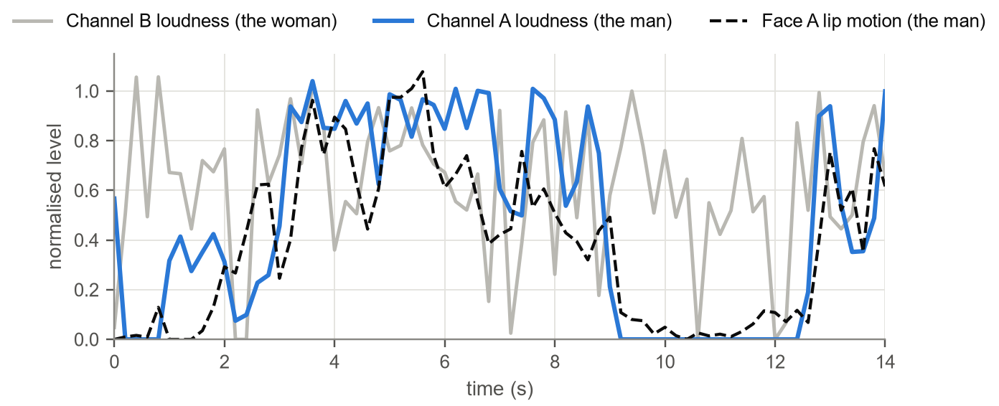 Channel B loudness (the woman) Channel A loudness (the man) Face A lip motion (the man)
normalised level
1.0
0.8
0.6
0.4
0.2
0.0
0 2 4 6 8 10 12 14
time (s)